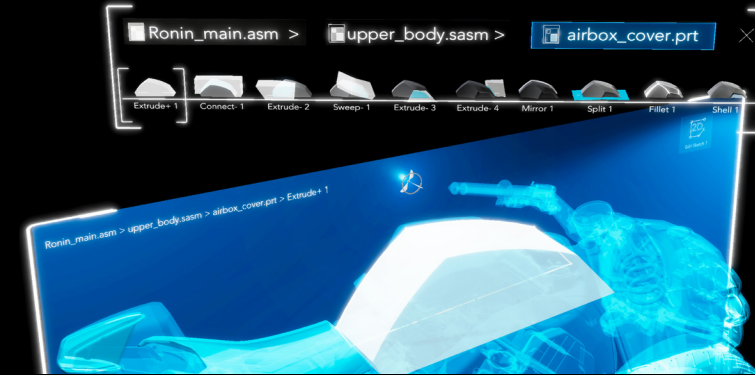 Ronin_main.asm >
upper_body.sasm >
airbox_cover.prt
Extrude+ 1
Connect- 1
Extrude- 2
Sweep- 1
Extrude- 3
Extrude- 4
Mirror 1
Split 1
Fillet 1
Shell 1
2D
Ronin_main.asm > upper_body.sasm > airbox_cover.prt > Extrude+ 1